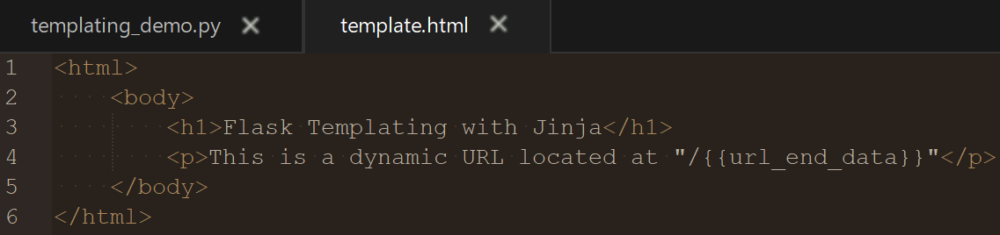 templating_demo.py ✕ template.html ✕
1 <html>
2     <body>
3         <h1>Flask Templating with Jinja</h1>
4         <p>This is a dynamic URL located at "/{{url_end_data}}"</p>
5     </body>
6 </html>